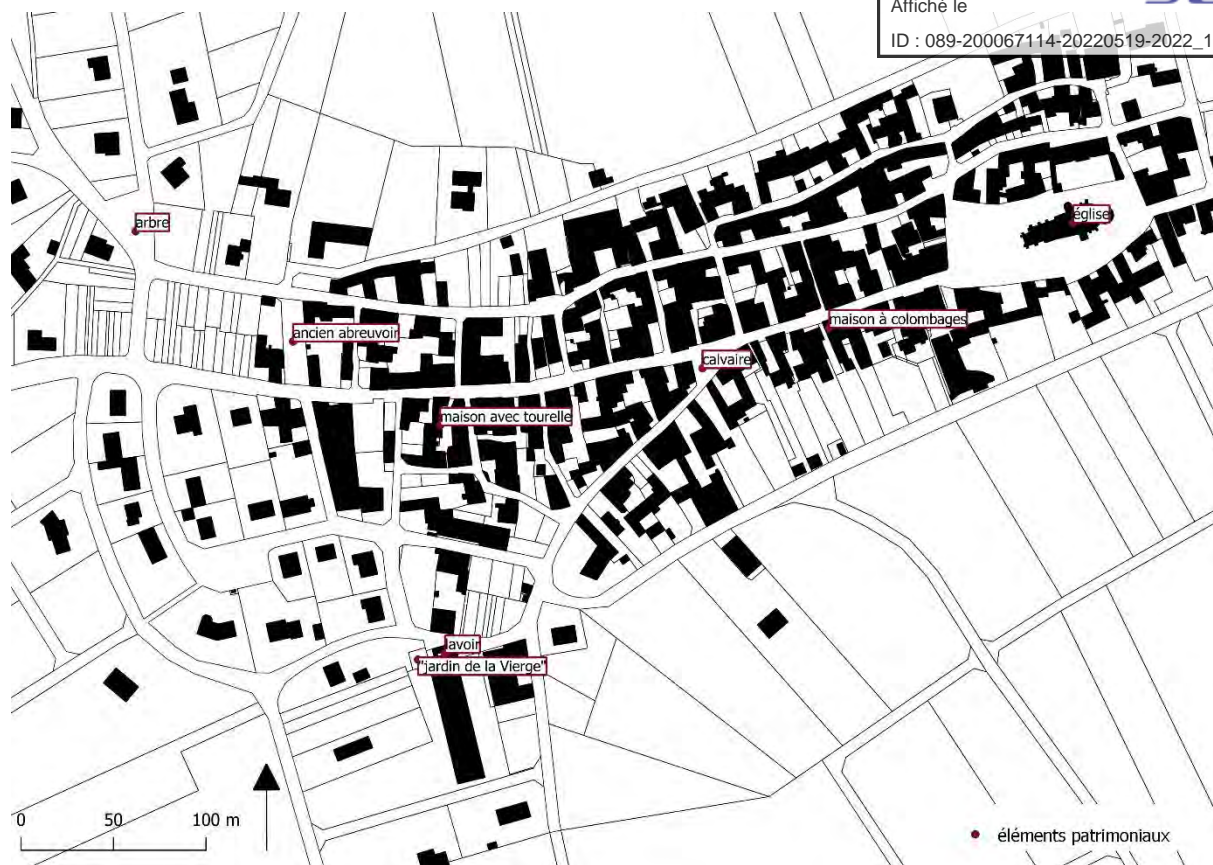 Affiché le
ID : 089-200067114-20220519-2022_1
arbre
église
ancien abreuvoir
maison à colombages
calvaire
maison avec tourelle
lavoir
"jardin de la Vierge"
0 50 100 m
éléments patrimoniaux